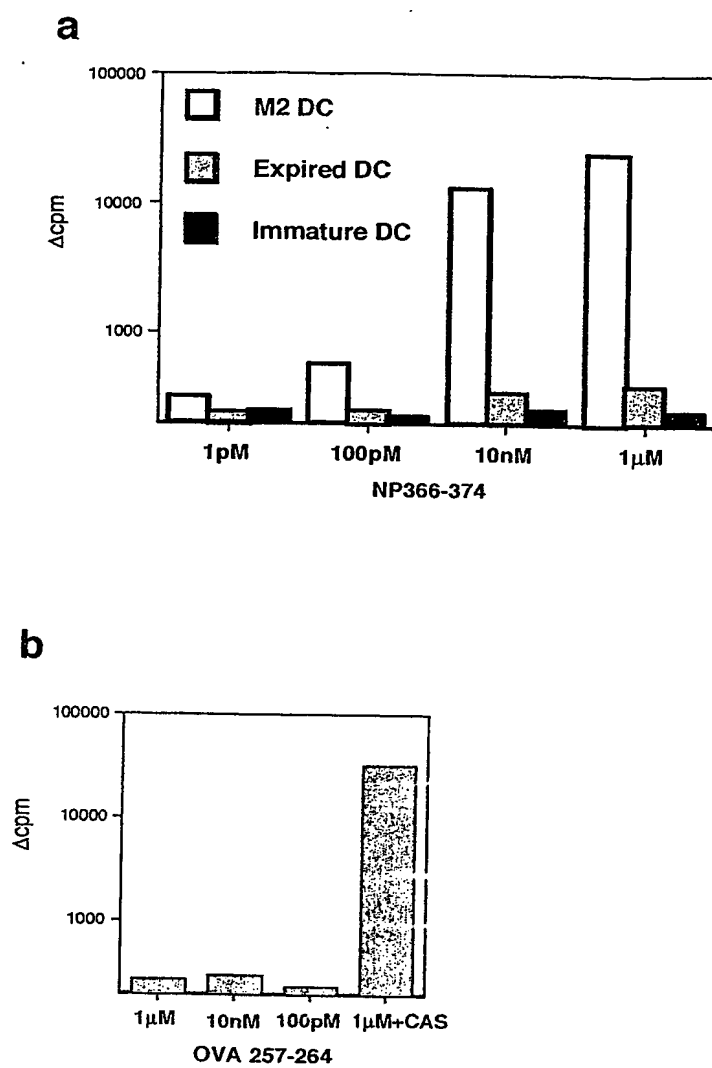 a
100000
10000
1000
Δcpm
M2 DC
Expired DC
Immature DC
1pM 100pM 10nM 1μM
NP366-374
b
100000
10000
1000
Δcpm
1μM 10nM 100pM 1μM+CAS
OVA 257-264